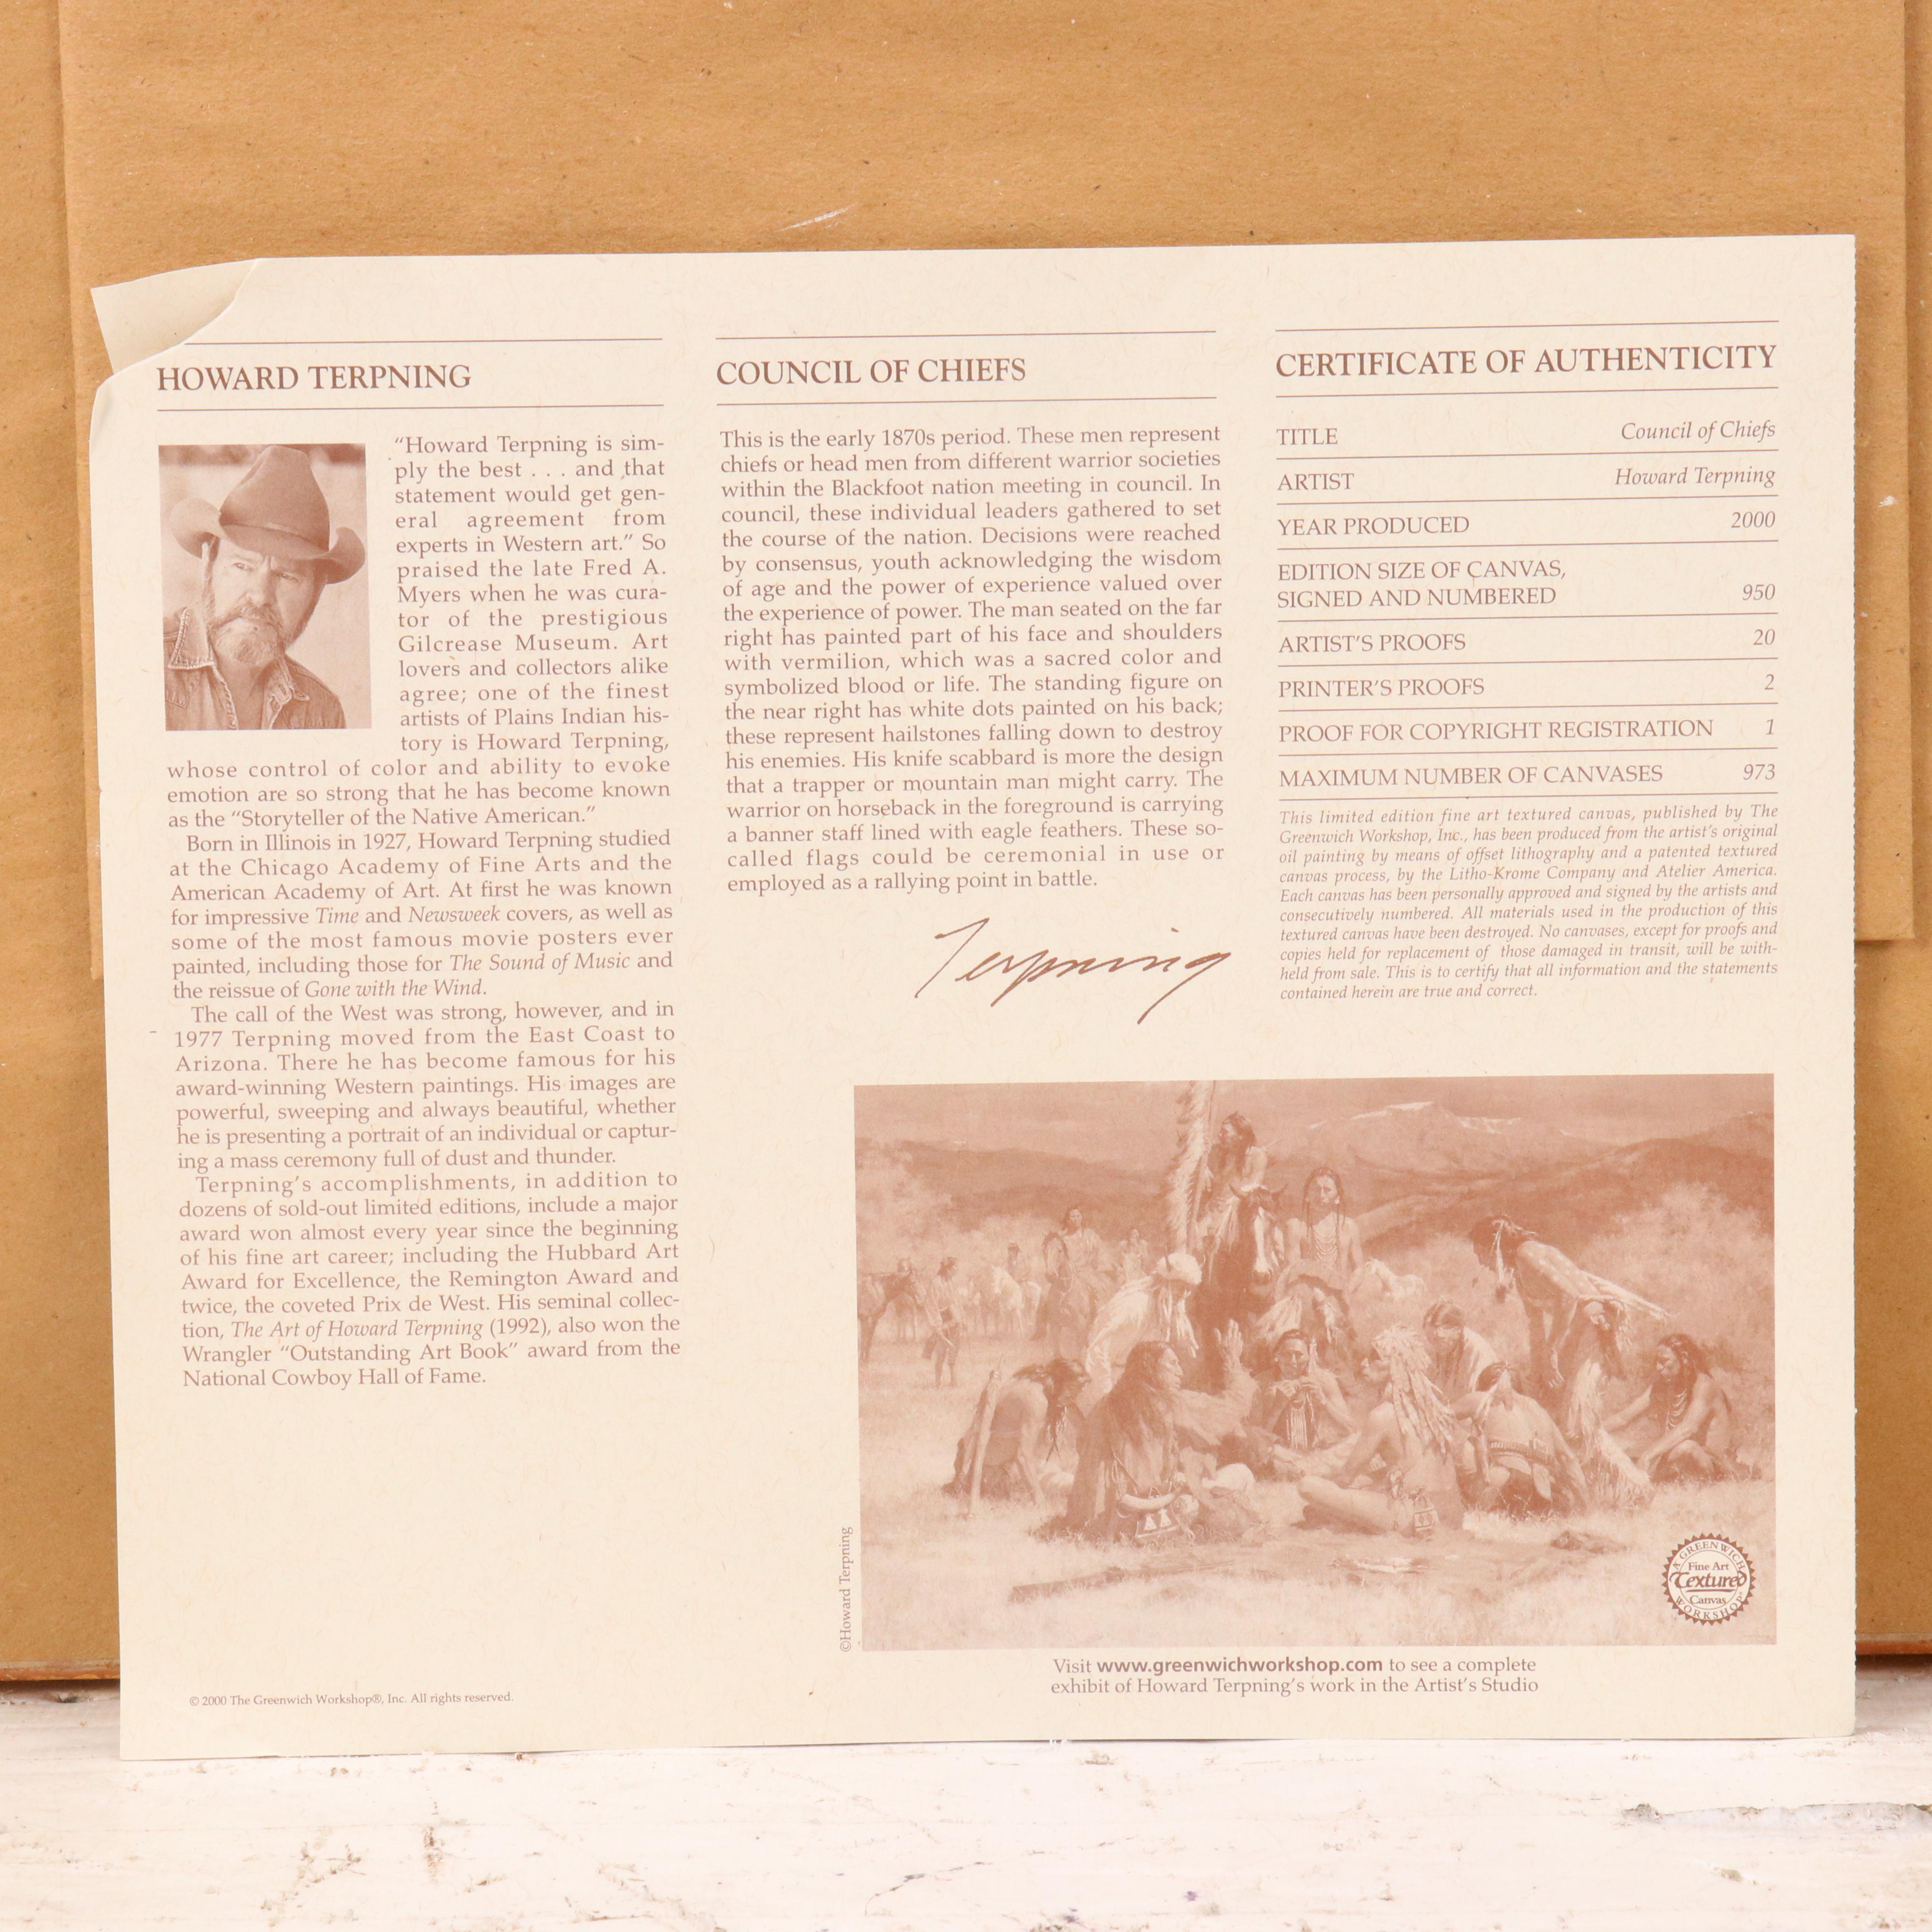 HOWARD TERPNING
“Howard Terpning is sim-
ply the best . . . and that
statement would get gen-
eral agreement from
experts in Western art.” So
praised the late Fred A.
Myers when he was cura-
tor of the prestigious
Gilcrease Museum. Art
lovers and collectors alike
agree; one of the finest
artists of Plains Indian his-
tory is Howard Terpning,
whose control of color and ability to evoke
emotion are so strong that he has become known
as the “Storyteller of the Native American.”
Born in Illinois in 1927, Howard Terpning studied
at the Chicago Academy of Fine Arts and the
American Academy of Art. At first he was known
for impressive Time and Newsweek covers, as well as
some of the most famous movie posters ever
painted, including those for The Sound of Music and
the reissue of Gone with the Wind.
The call of the West was strong, however, and in
1977 Terpning moved from the East Coast to
Arizona. There he has become famous for his
award-winning Western paintings. His images are
powerful, sweeping and always beautiful, whether
he is presenting a portrait of an individual or captur-
ing a mass ceremony full of dust and thunder.
Terpning’s accomplishments, in addition to
dozens of sold-out limited editions, include a major
award won almost every year since the beginning
of his fine art career; including the Hubbard Art
Award for Excellence, the Remington Award and
twice, the coveted Prix de West. His seminal collec-
tion, The Art of Howard Terpning (1992), also won the
Wrangler “Outstanding Art Book” award from the
National Cowboy Hall of Fame.
© 2000 The Greenwich Workshop®, Inc. All rights reserved.
COUNCIL OF CHIEFS
This is the early 1870s period. These men represent
chiefs or head men from different warrior societies
within the Blackfoot nation meeting in council. In
council, these individual leaders gathered to set
the course of the nation. Decisions were reached
by consensus, youth acknowledging the wisdom
of age and the power of experience valued over
the experience of power. The man seated on the far
right has painted part of his face and shoulders
with vermilion, which was a sacred color and
symbolized blood or life. The standing figure on
the near right has white dots painted on his back;
these represent hailstones falling down to destroy
his enemies. His knife scabbard is more the design
that a trapper or mountain man might carry. The
warrior on horseback in the foreground is carrying
a banner staff lined with eagle feathers. These so-
called flags could be ceremonial in use or
employed as a rallying point in battle.
Terpning
CERTIFICATE OF AUTHENTICITY
TITLE Council of Chiefs
ARTIST Howard Terpning
YEAR PRODUCED 2000
EDITION SIZE OF CANVAS,
SIGNED AND NUMBERED 950
ARTIST’S PROOFS 20
PRINTER’S PROOFS 2
PROOF FOR COPYRIGHT REGISTRATION 1
MAXIMUM NUMBER OF CANVASES 973
This limited edition fine art textured canvas, published by The
Greenwich Workshop, Inc., has been produced from the artist’s original
oil painting by means of offset lithography and a patented textured
canvas process, by the Litho-Krome Company and Atelier America.
Each canvas has been personally approved and signed by the artists and
consecutively numbered. All materials used in the production of this
textured canvas have been destroyed. No canvases, except for proofs and
copies held for replacement of those damaged in transit, will be with-
held from sale. This is to certify that all information and the statements
contained herein are true and correct.
©Howard Terpning
A GREENWICH
Fine Art
Textured
Canvas
WORKSHOP
Visit www.greenwichworkshop.com to see a complete
exhibit of Howard Terpning’s work in the Artist’s Studio